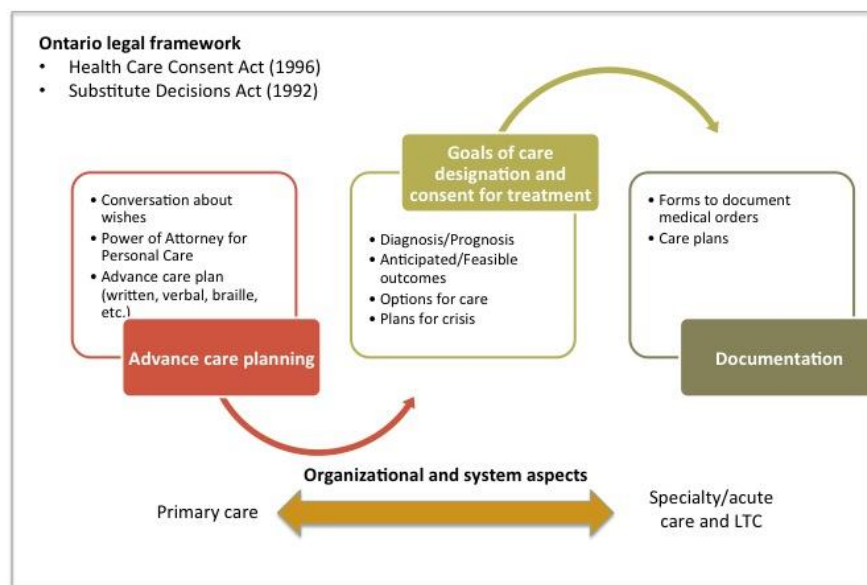 Ontario legal framework
• Health Care Consent Act (1996)
• Substitute Decisions Act (1992)
• Conversation about
wishes
• Power of Attorney for
Personal Care
• Advance care plan
(written, verbal, braille,
etc.)
Advance care planning
Goals of care
designation and
consent for treatment
• Diagnosis/Prognosis
• Anticipated/Feasible
outcomes
• Options for care
• Plans for crisis
• Forms to document
medical orders
• Care plans
Documentation
Organizational and system aspects
Primary care
Specialty/acute
care and LTC